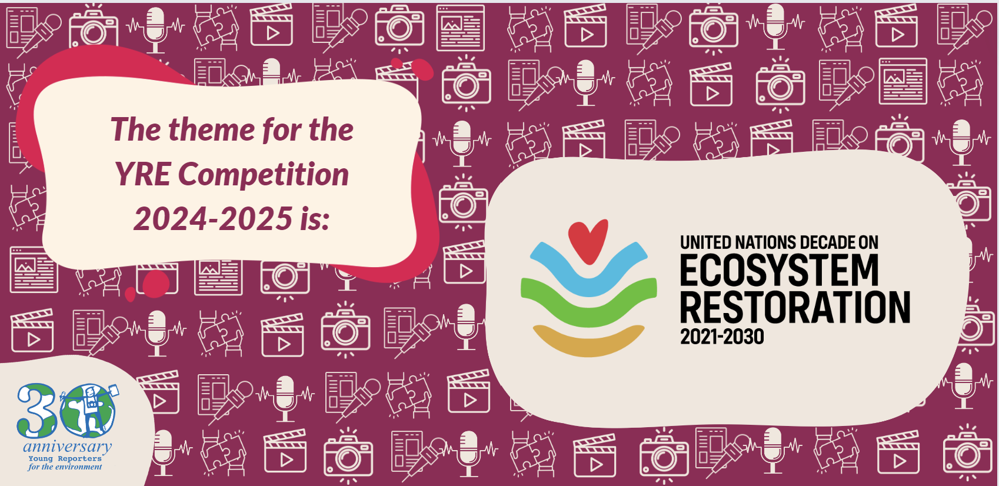 The theme for the
YRE Competition
2024-2025 is:
UNITED NATIONS DECADE ON
ECOSYSTEM
RESTORATION
2021-2030
30
anniversary
Young Reporters
for the environment